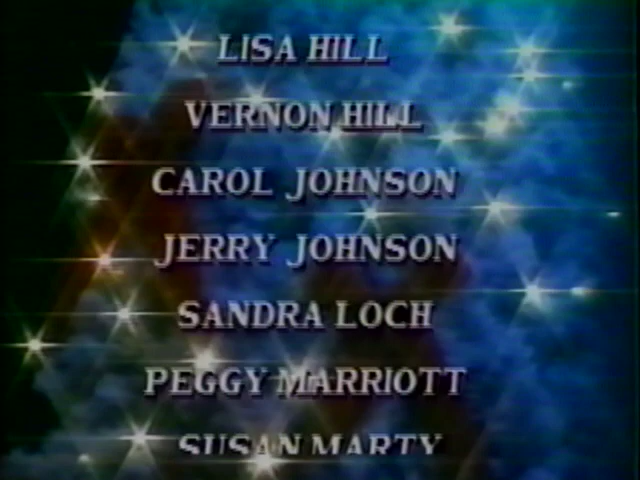 LISA HILL
VERNON HILL
CAROL JOHNSON
JERRY JOHNSON
SANDRA LOCH
PEGGY MARRIOTT
SUSAN MARTY